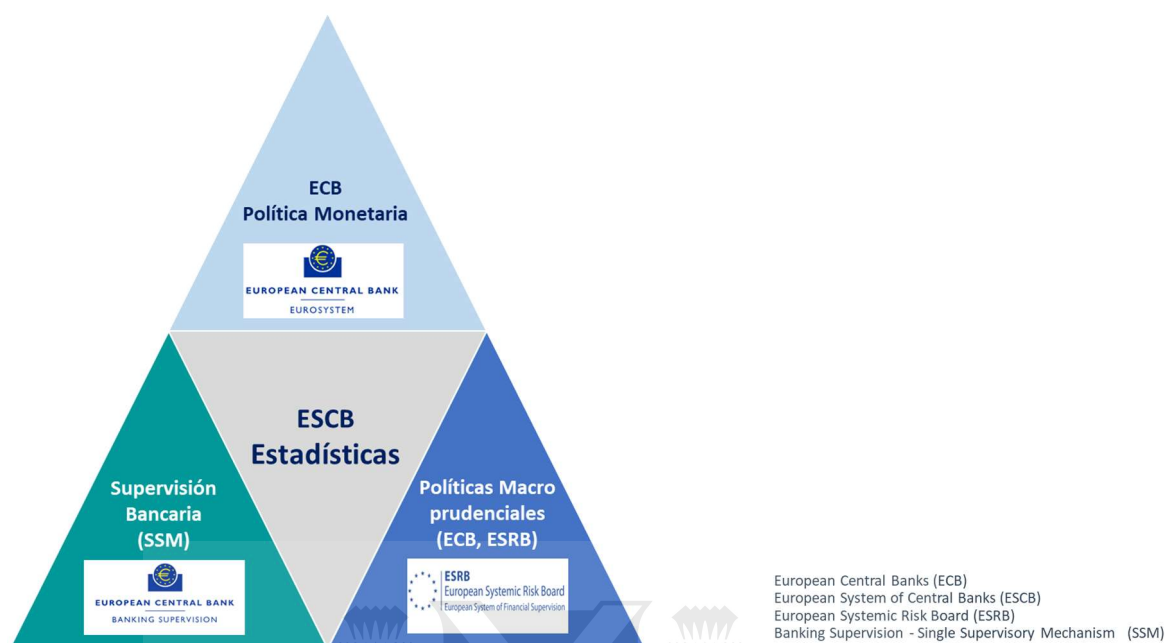 ECB
Política Monetaria
EUROPEAN CENTRAL BANK
EUROSYSTEM
ESCB
Estadísticas
Supervisión
Bancaria
(SSM)
EUROPEAN CENTRAL BANK
BANKING SUPERVISION
Políticas Macro
prudenciales
(ECB, ESRB)
ESRB
European Systemic Risk Board
European System of Financial Supervision
European Central Banks (ECB)
European System of Central Banks (ESCB)
European Systemic Risk Board (ESRB)
Banking Supervision - Single Supervisory Mechanism (SSM)